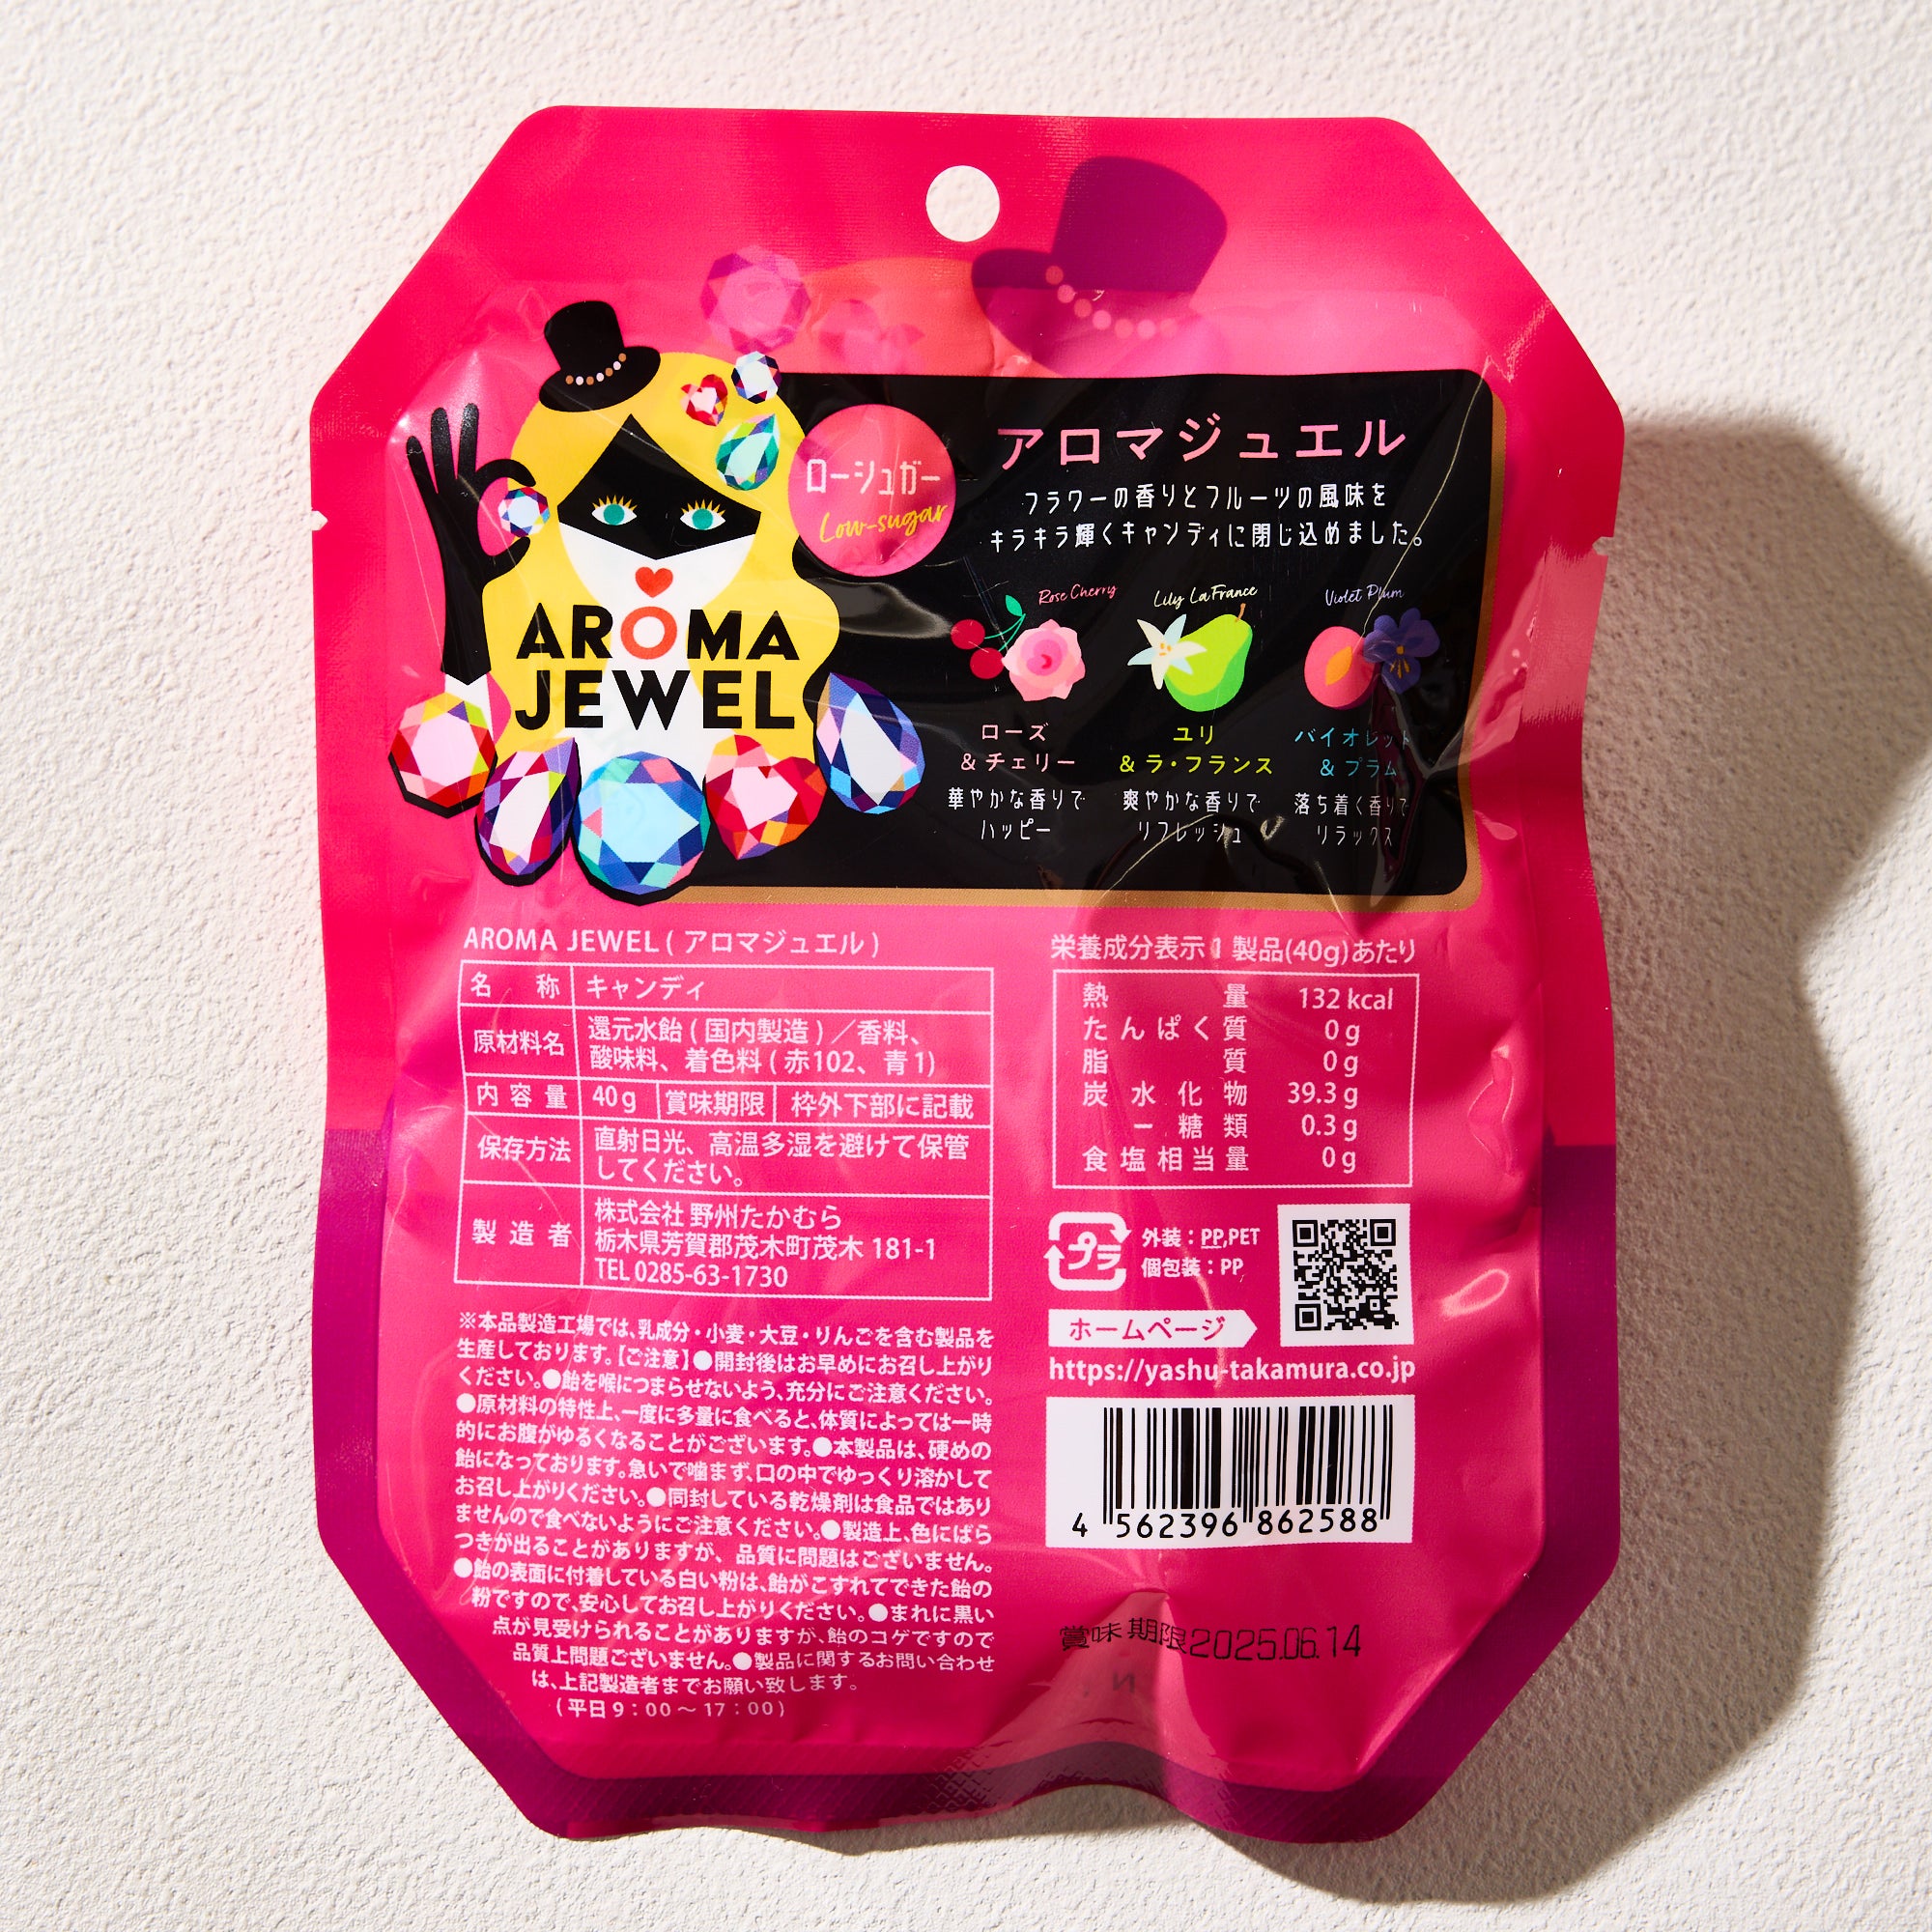 ローシュガー
Low-sugar
AROMA
JEWEL
アロマジュエル
フラワーの香りとフルーツの風味を
キラキラ輝くキャンディに閉じ込めました。
Rose Cherry
ローズ
&チェリー
華やかな香りで
ハッピー
Lily La France
ユリ
&ラ・フランス
爽やかな香りで
リフレッシュ
Violet Plum
バイオレット
&プラム
落ち着く香りで
リラックス
AROMA JEWEL ( アロマジュエル )
名 称 キャンディ
原材料名 還元水飴 ( 国内製造 ) ／香料、
酸味料、着色料 ( 赤102、青1)
内容量 40g 賞味期限 枠外下部に記載
保存方法 直射日光、高温多湿を避けて保管
してください。
製造者 株式会社 野州たかむら
栃木県芳賀郡茂木町茂木 181-1
TEL 0285-63-1730
※本品製造工場では、乳成分・小麦・大豆・りんごを含む製品を
生産しております。【ご注意】●開封後はお早めにお召し上がり
ください。●飴を喉につまらせないよう、充分にご注意ください。
●原材料の特性上、一度に多量に食べると、体質によっては一時
的にお腹がゆるくなることがございます。●本製品は、硬めの
飴になっております。急いで噛まず、口の中でゆっくり溶かして
お召し上がりください。●同封している乾燥剤は食品ではあり
ませんので食べないようにご注意ください。●製造上、色にばら
つきが出ることがありますが、品質に問題はございません。
●飴の表面に付着している白い粉は、飴がこすれてできた飴の
粉ですので、安心してお召し上がりください。●まれに黒い
点が見受けられることがありますが、飴のコゲですので
品質上問題ございません。●製品に関するお問い合わせ
は、上記製造者までお願い致します。
(平日9：00～17：00)
栄養成分表示 1 製品(40g)あたり
熱量 132 kcal
たんぱく質 0g
脂質 0g
炭水化物 39.3g
－糖類 0.3g
食塩相当量 0g
プラ
外装：PP,PET
個包装：PP
ホームページ
https://yashu-takamura.co.jp
4 562396 862588
賞味期限2025.06.14